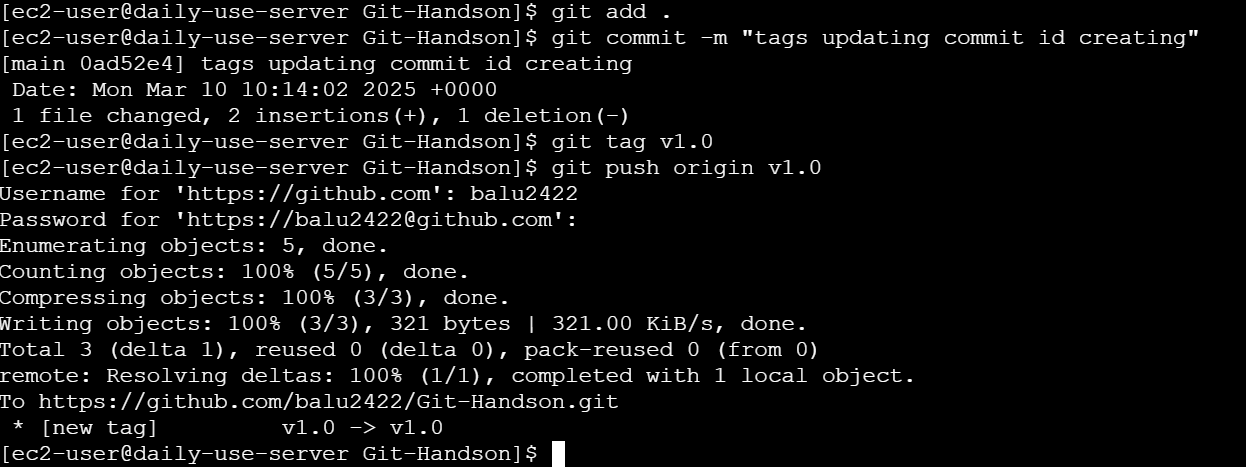 [ec2-user@daily-use-server Git-Handson]$ git add .
[ec2-user@daily-use-server Git-Handson]$ git commit -m "tags updating commit id creating"
[main 0ad52e4] tags updating commit id creating
 Date: Mon Mar 10 10:14:02 2025 +0000
 1 file changed, 2 insertions(+), 1 deletion(-)
[ec2-user@daily-use-server Git-Handson]$ git tag v1.0
[ec2-user@daily-use-server Git-Handson]$ git push origin v1.0
Username for 'https://github.com': balu2422
Password for 'https://balu2422@github.com':
Enumerating objects: 5, done.
Counting objects: 100% (5/5), done.
Compressing objects: 100% (3/3), done.
Writing objects: 100% (3/3), 321 bytes | 321.00 KiB/s, done.
Total 3 (delta 1), reused 0 (delta 0), pack-reused 0 (from 0)
remote: Resolving deltas: 100% (1/1), completed with 1 local object.
To https://github.com/balu2422/Git-Handson.git
 * [new tag]         v1.0 -> v1.0
[ec2-user@daily-use-server Git-Handson]$